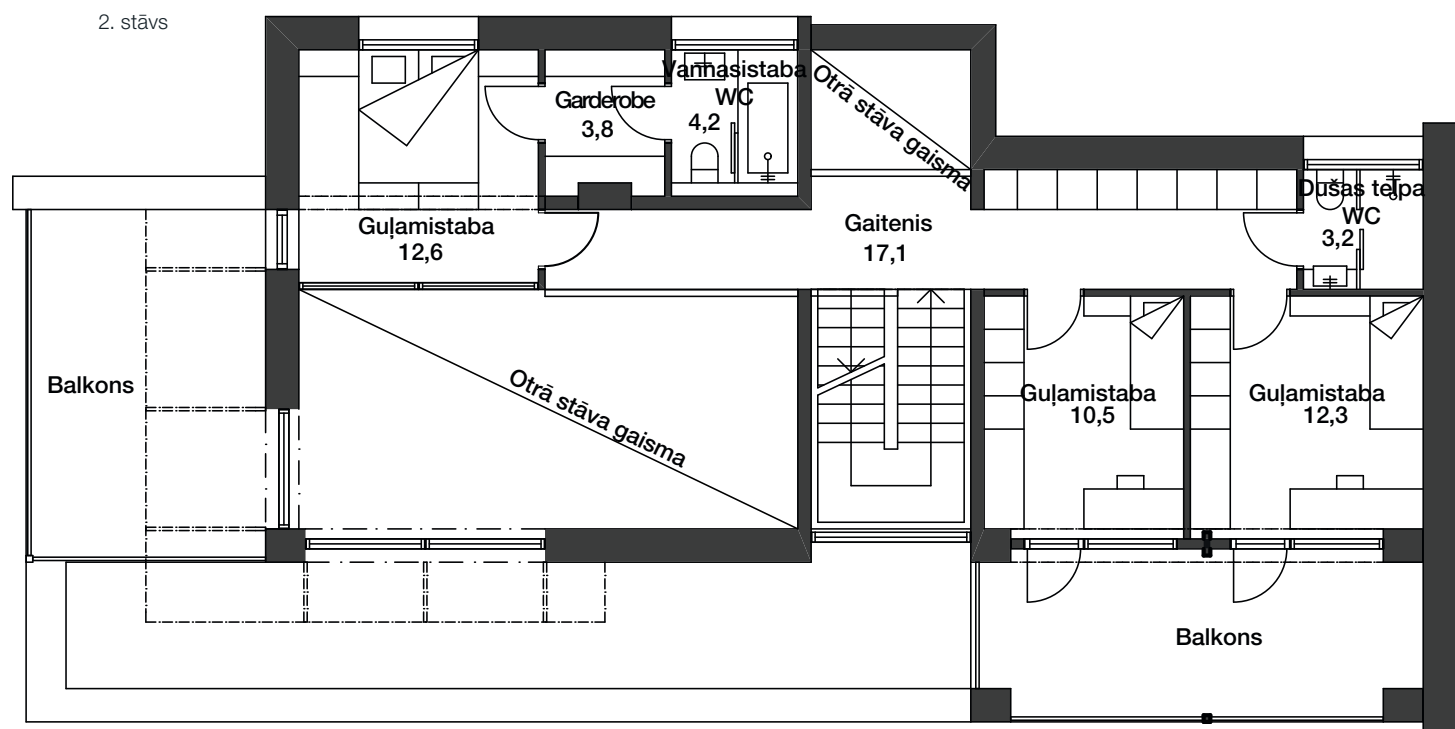 2. stāvs
Vannasistaba
WC
4,2
Garderobe
3,8
Otrā stāva gaisma
Dušas telpa
WC
3,2
Guļamistaba
12,6
Gaitenis
17,1
Balkons
Otrā stāva gaisma
Guļamistaba
10,5
Guļamistaba
12,3
Balkons